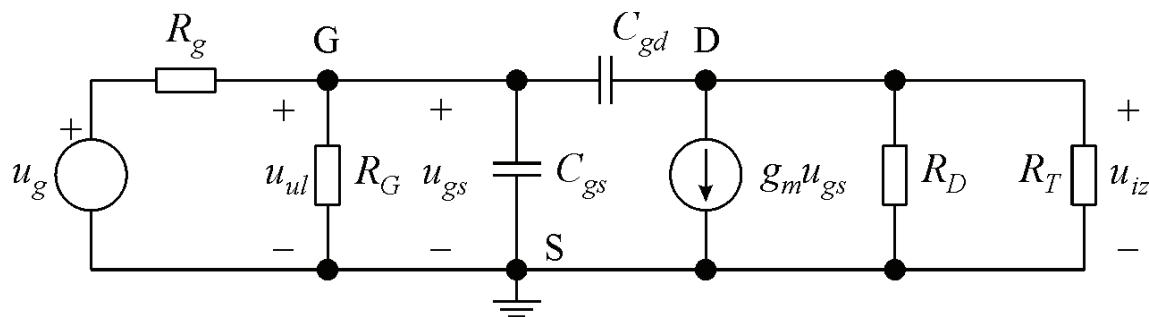 R_g G C_gd D
+ + + +
u_g u_ul R_G u_gs C_gs g_m u_gs R_D R_T u_iz
− − S −